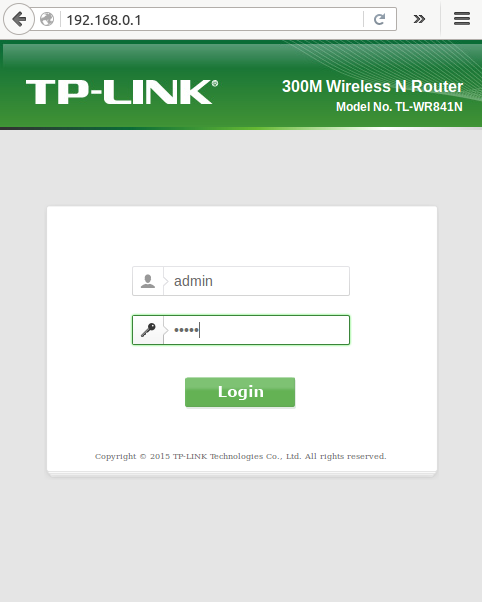 192.168.0.1
TP-LINK®
300M Wireless N Router
Model No. TL-WR841N
admin
•••••
Login
Copyright © 2015 TP-LINK Technologies Co., Ltd. All rights reserved.